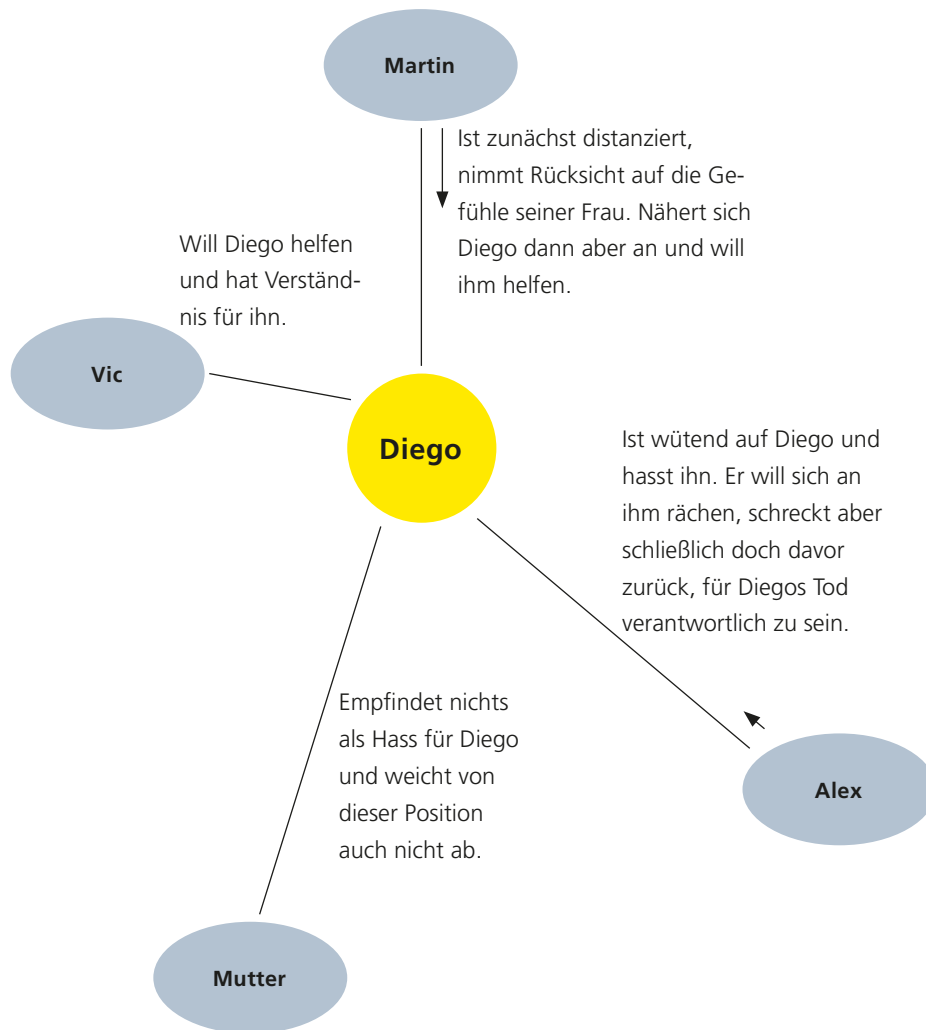 Martin
Ist zunächst distanziert,
nimmt Rücksicht auf die Ge-
fühle seiner Frau. Nähert sich
Diego dann aber an und will
ihm helfen.
Will Diego helfen
und hat Verständ-
nis für ihn.
Vic
Diego
Ist wütend auf Diego und
hasst ihn. Er will sich an
ihm rächen, schreckt aber
schließlich doch davor
zurück, für Diegos Tod
verantwortlich zu sein.
Empfindet nichts
als Hass für Diego
und weicht von
dieser Position
auch nicht ab.
Alex
Mutter